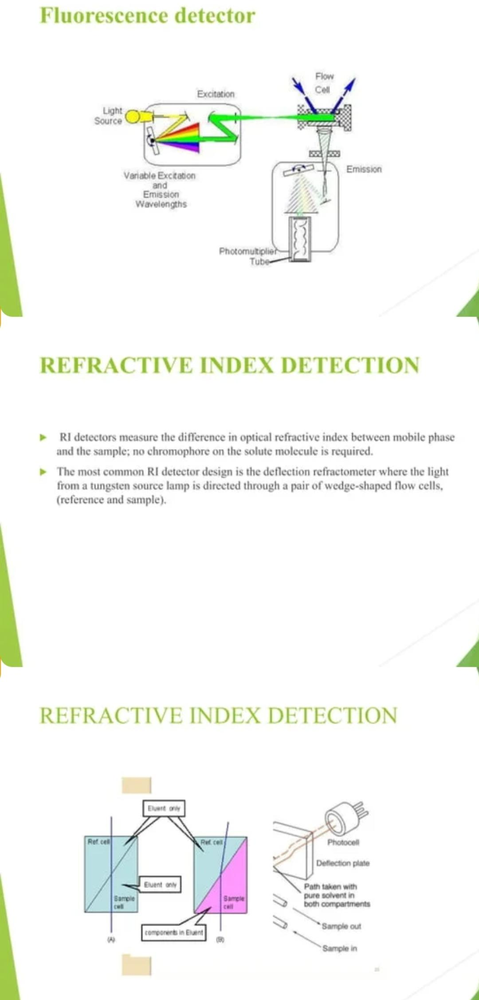 Fluorescence detector
Flow
Cell
Excitation
Light
Source
Variable Excitation
and
Emission
Wavelengths
Emission
Photomultiplier
Tube
REFRACTIVE INDEX DETECTION
RI detectors measure the difference in optical refractive index between mobile phase
and the sample; no chromophore on the solute molecule is required.
The most common RI detector design is the deflection refractometer where the light
from a tungsten source lamp is directed through a pair of wedge-shaped flow cells,
(reference and sample).
REFRACTIVE INDEX DETECTION
Eluent only
Ref. cell
Ref. cell
Eluent only
Sample
cell
Sample
cell
components in Eluent
(A)
(B)
Photocell
Deflection plate
Path taken with
pure solvent in
both compartments
Sample out
Sample in